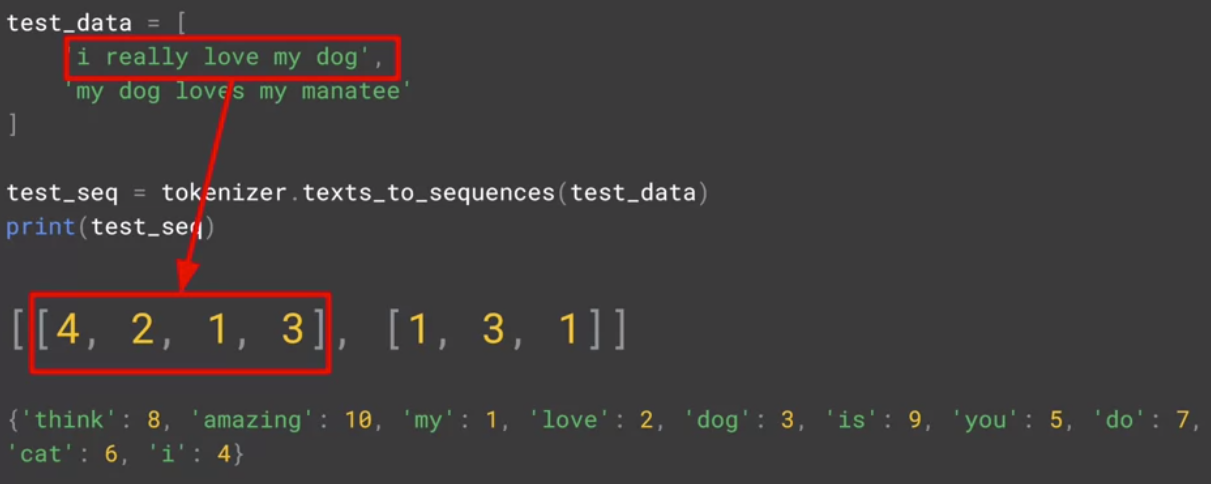 test_data = [
    'i really love my dog',
    'my dog loves my manatee'
]
test_seq = tokenizer.texts_to_sequences(test_data)
print(test_seq)
[[4, 2, 1, 3], [1, 3, 1]]
{'think': 8, 'amazing': 10, 'my': 1, 'love': 2, 'dog': 3, 'is': 9, 'you': 5, 'do': 7,
'cat': 6, 'i': 4}